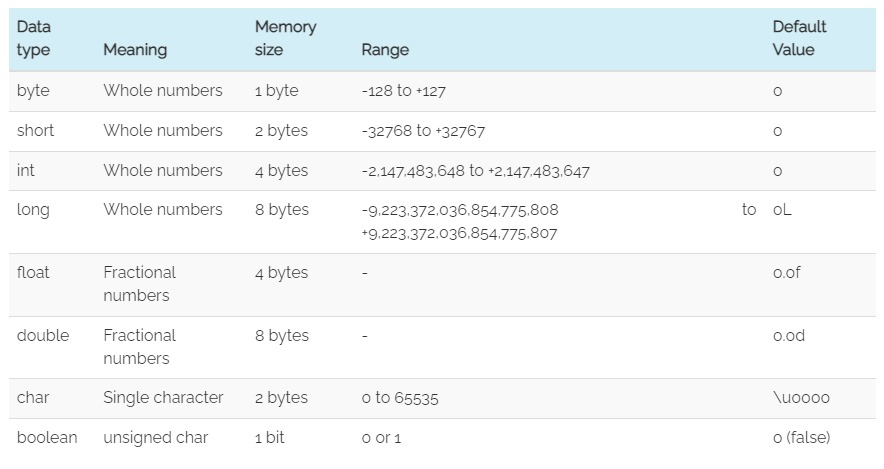 Data type Meaning Memory size Range Default Value
byte Whole numbers 1 byte -128 to +127 0
short Whole numbers 2 bytes -32768 to +32767 0
int Whole numbers 4 bytes -2,147,483,648 to +2,147,483,647 0
long Whole numbers 8 bytes -9,223,372,036,854,775,808 to +9,223,372,036,854,775,807 0L
float Fractional numbers 4 bytes - 0.0f
double Fractional numbers 8 bytes - 0.0d
char Single character 2 bytes 0 to 65535 \u0000
boolean unsigned char 1 bit 0 or 1 0 (false)